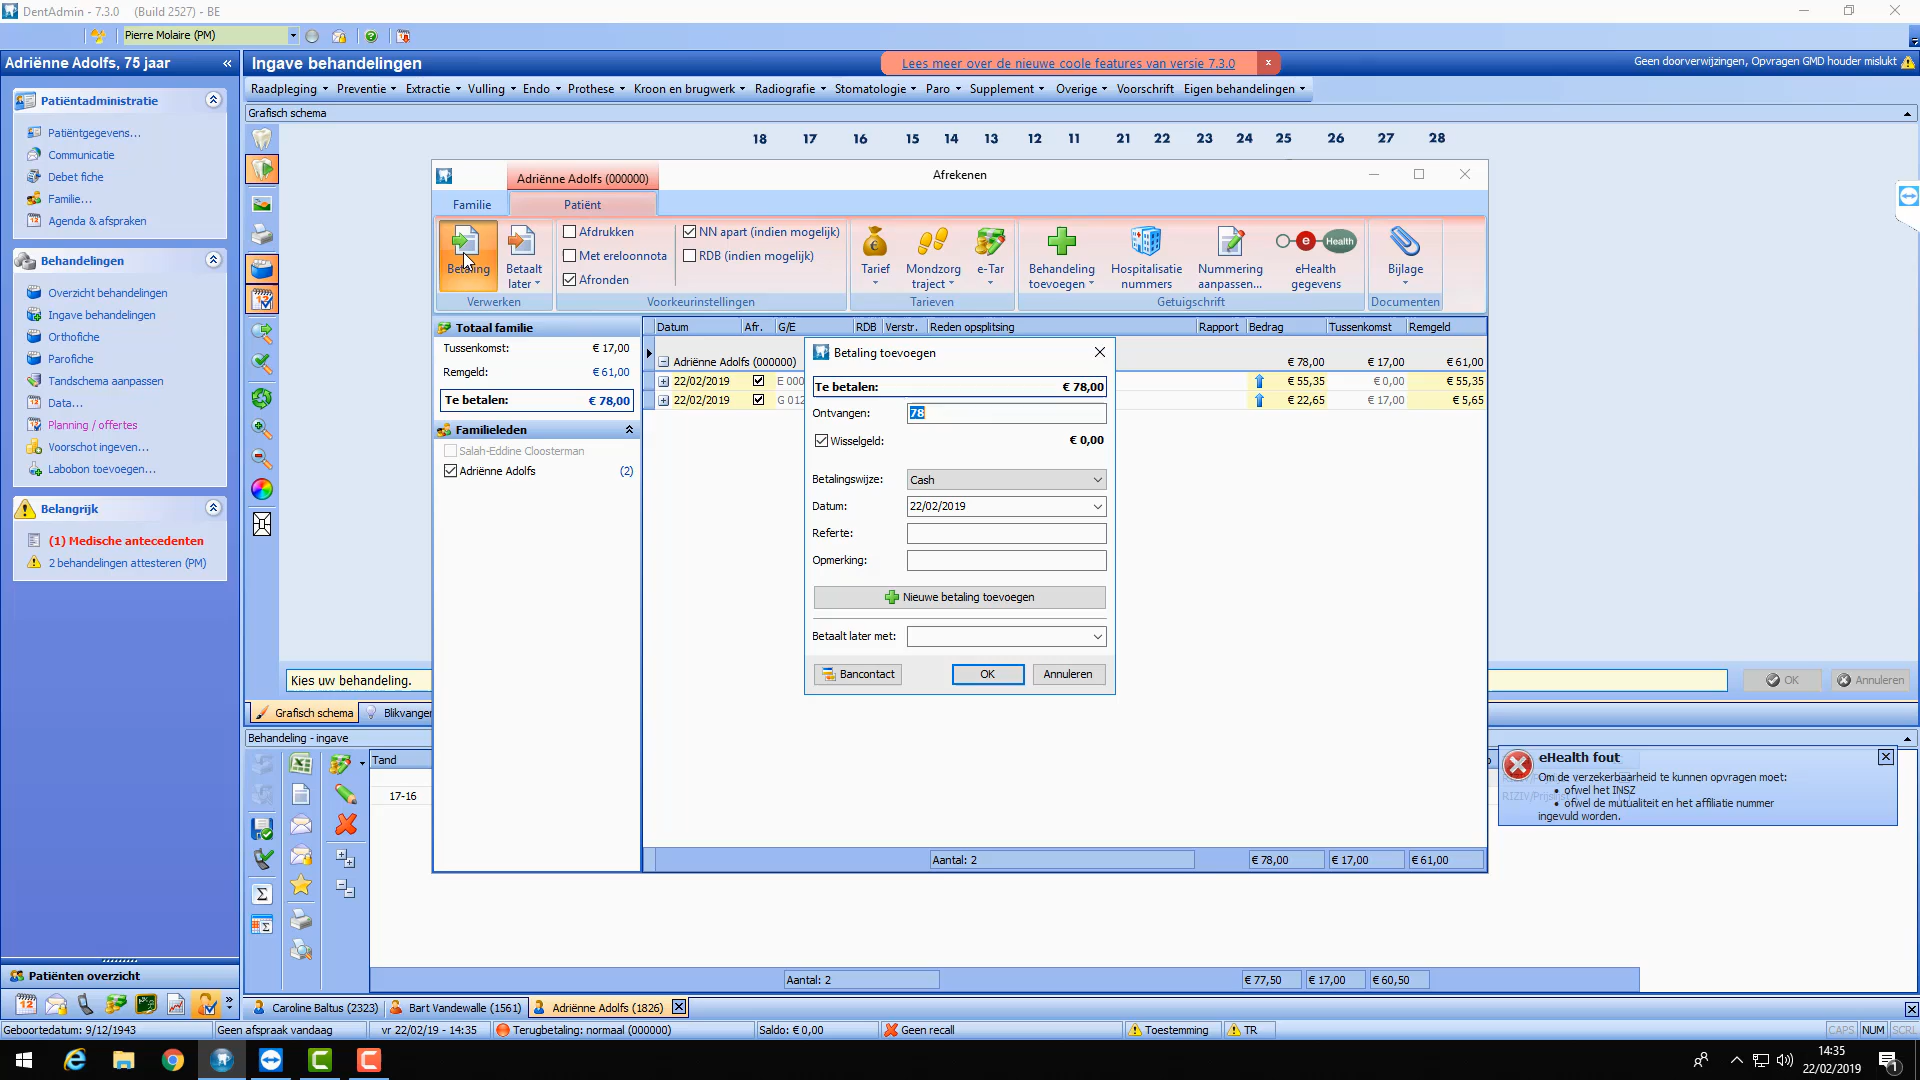 DentAdmin - 7.3.0 (Build 2527) - BE
Pierre Molaire (PM)
Adriënne Adolfs, 75 jaar «
Ingave behandelingen
Lees meer over de nieuwe coole features van versie 7.3.0 x
Geen doorverwijzingen, Opvragen GMD houder mislukt
Raadpleging Preventie Extractie Vulling Endo Prothese Kroon en brugwerk Radiografie Stomatologie Paro Supplement Overige Voorschrift Eigen behandelingen
Grafisch schema
18 17 16 15 14 13 12 11 21 22 23 24 25 26 27 28
Patiëntadministratie
Patiëntgegevens...
Communicatie
Debet fiche
Familie...
Agenda & afspraken
Behandelingen
Overzicht behandelingen
Ingave behandelingen
Orthofiche
Parofiche
Tandschema aanpassen
Data...
Planning / offertes
Voorschot ingeven...
Labobon toevoegen...
Belangrijk
(1) Medische antecedenten
2 behandelingen attesteren (PM)
Adriënne Adolfs (000000)
Afrekenen
Familie Patiënt
Betaling
Betaalt later
Verwerken
Afdrukken
Met ereloonnota
Afronden
NN apart (indien mogelijk)
RDB (indien mogelijk)
Voorkeurinstellingen
Tarief
Mondzorg traject
e-Tar
Tarieven
Behandeling toevoegen
Hospitalisatie nummers
Nummering aanpassen...
e Health
eHealth gegevens
Getuigschrift
Bijlage
Documenten
Totaal familie
Tussenkomst: € 17,00
Remgeld: € 61,00
Te betalen: € 78,00
Familieleden
Salah-Eddine Cloosterman
Adriënne Adolfs (2)
Datum Afr. G/E RDB Verstr. Reden opsplitsing Rapport Bedrag Tussenkomst Remgeld
Adriënne Adolfs (000000) € 78,00 € 17,00 € 61,00
22/02/2019 E 000 € 55,35 € 0,00 € 55,35
22/02/2019 G 012 € 22,65 € 17,00 € 5,65
Betaling toevoegen
Te betalen: € 78,00
Ontvangen: 78
Wisselgeld: € 0,00
Betalingswijze: Cash
Datum: 22/02/2019
Referte:
Opmerking:
Nieuwe betaling toevoegen
Betaalt later met:
Bancontact OK Annuleren
Aantal: 2 € 78,00 € 17,00 € 61,00
Kies uw behandeling.
OK Annuleren
Grafisch schema Blikvanger
Behandeling - ingave
Tand
17-16
eHealth fout
Om de verzekerbaarheid te kunnen opvragen moet:
• ofwel het INSZ
• ofwel de mutualiteit en het affiliatie nummer
ingevuld worden.
Aantal: 2 € 77,50 € 17,00 € 60,50
Patiënten overzicht
Caroline Baltus (2323) Bart Vandewalle (1561) Adriënne Adolfs (1826)
Geboortedatum: 9/12/1943 Geen afspraak vandaag vr 22/02/19 - 14:35 Terugbetaling: normaal (000000) Saldo: € 0,00 Geen recall Toestemming TR CAPS NUM SCRL
14:35
22/02/2019
1